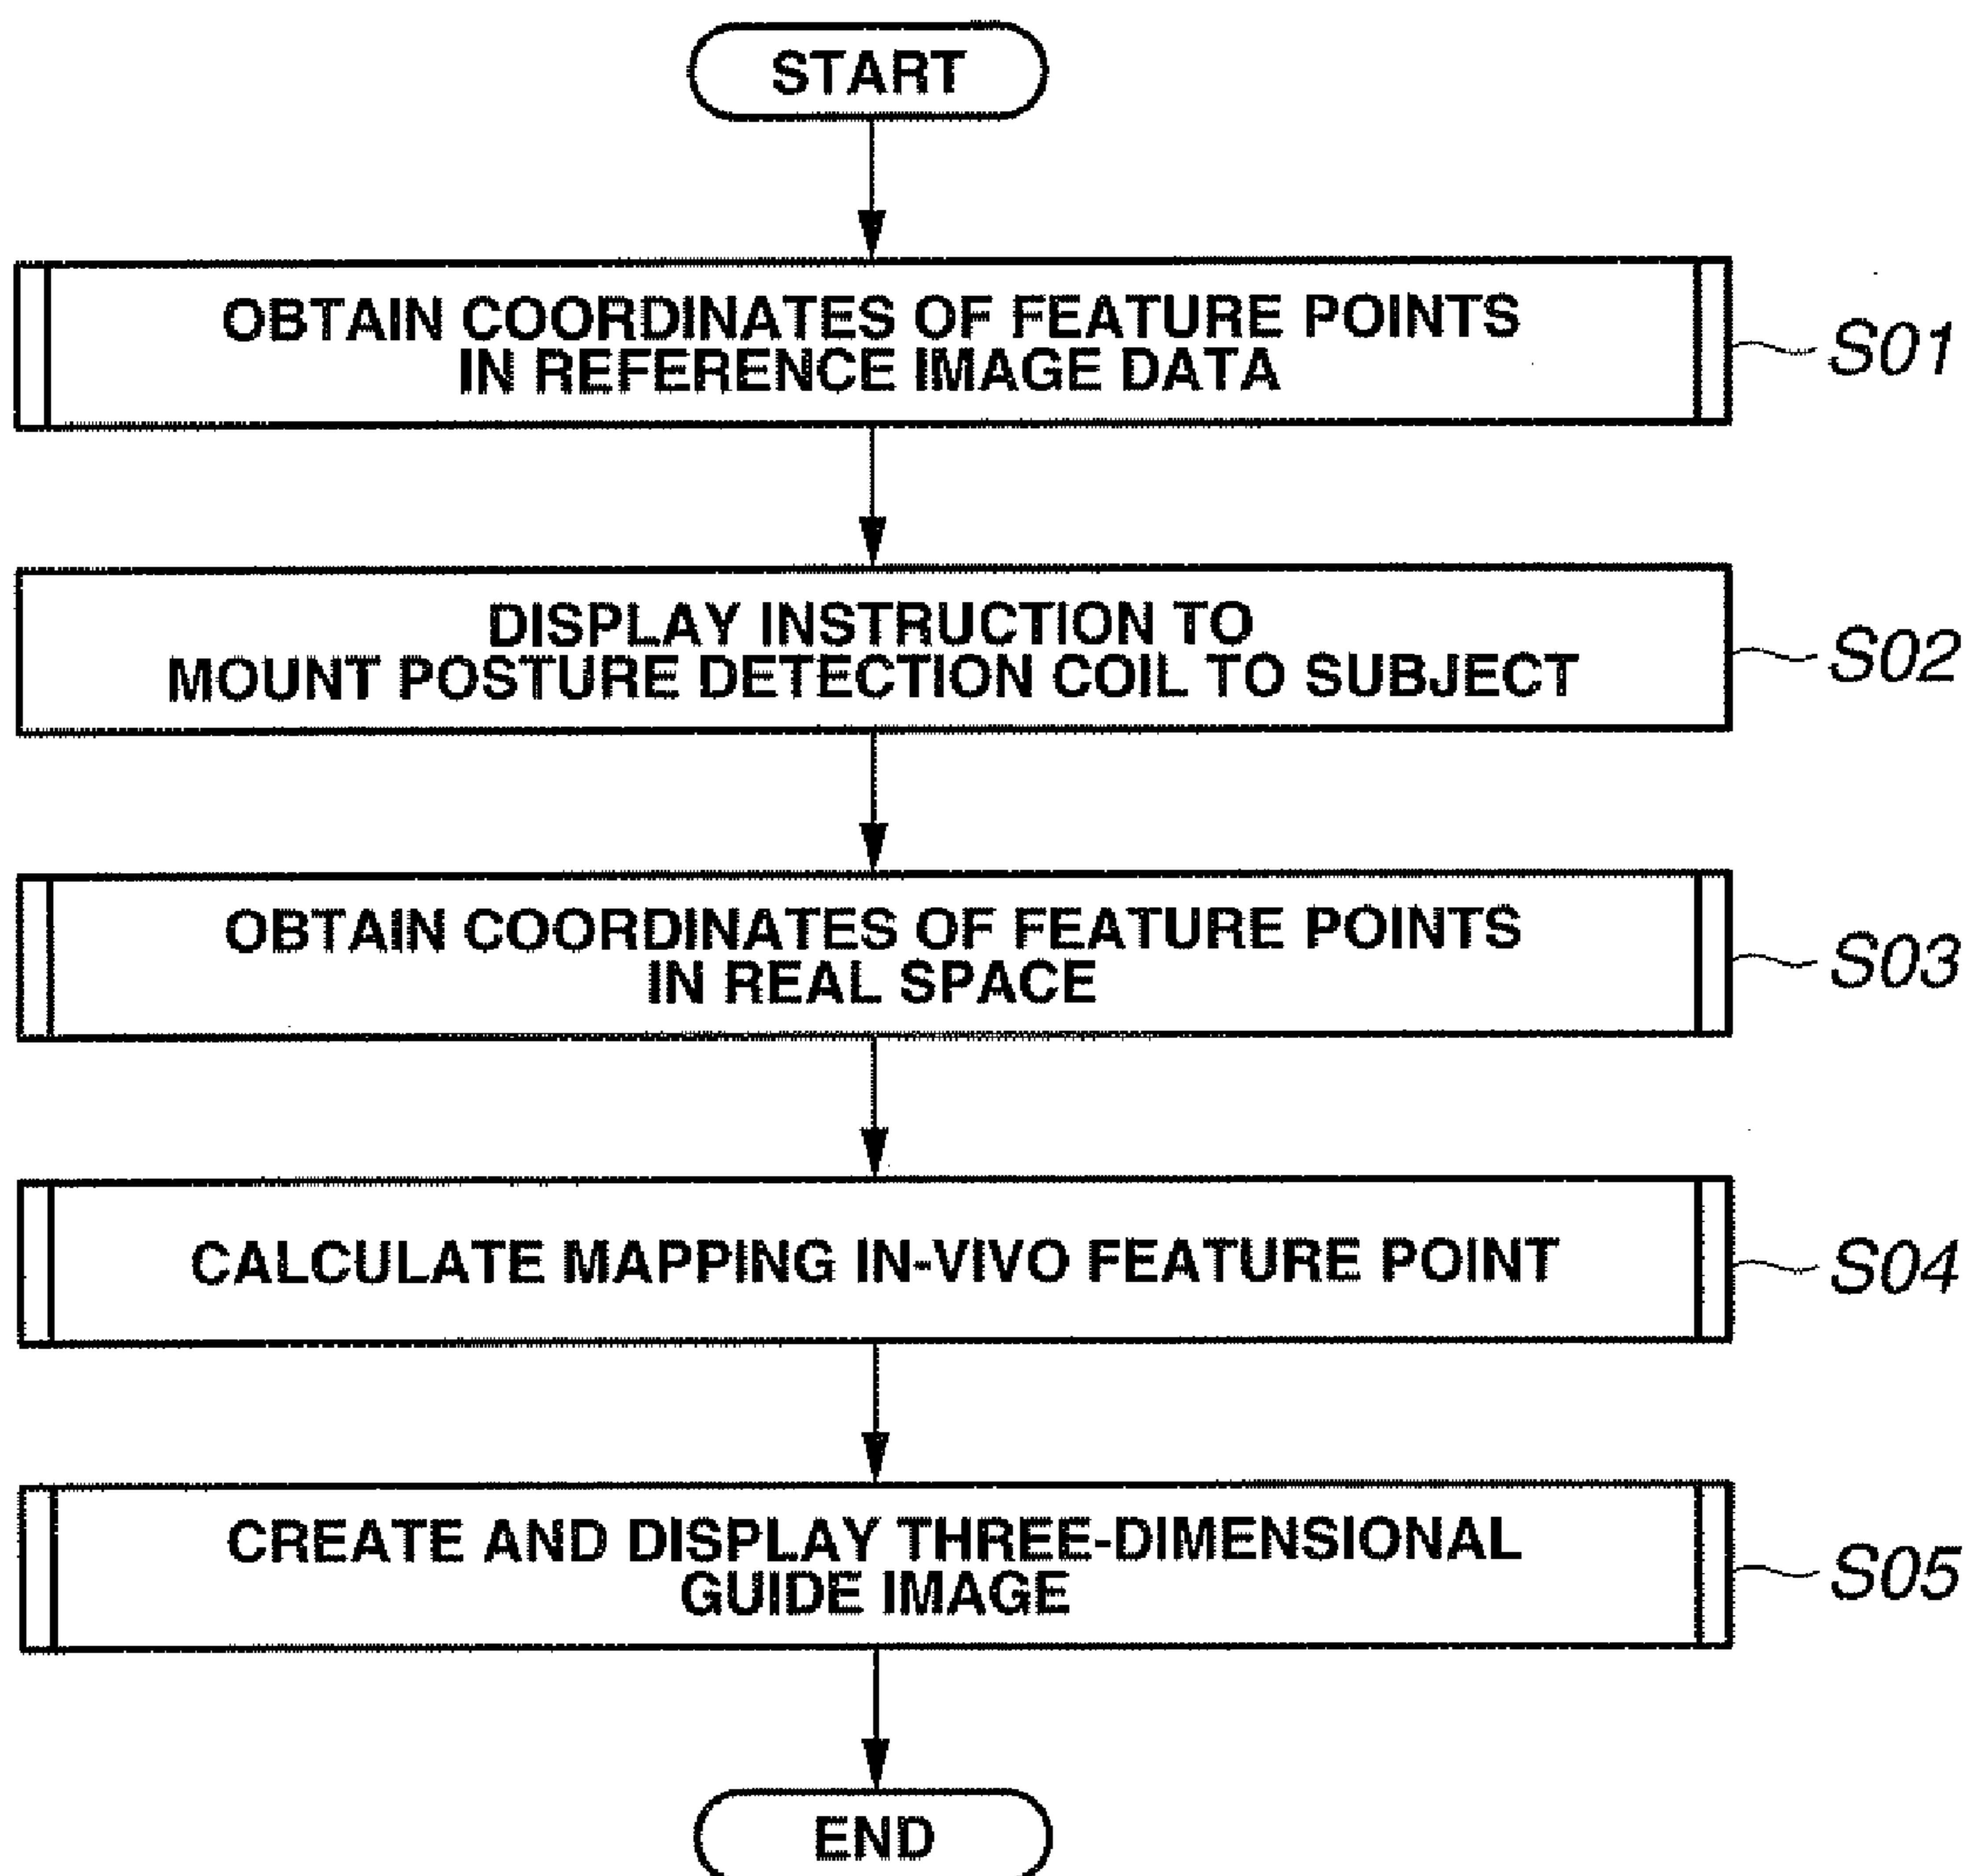 START
OBTAIN COORDINATES OF FEATURE POINTS
IN REFERENCE IMAGE DATA
S01
DISPLAY INSTRUCTION TO
MOUNT POSTURE DETECTION COIL TO SUBJECT
S02
OBTAIN COORDINATES OF FEATURE POINTS
IN REAL SPACE
S03
CALCULATE MAPPING IN-VIVO FEATURE POINT
S04
CREATE AND DISPLAY THREE-DIMENSIONAL
GUIDE IMAGE
S05
END